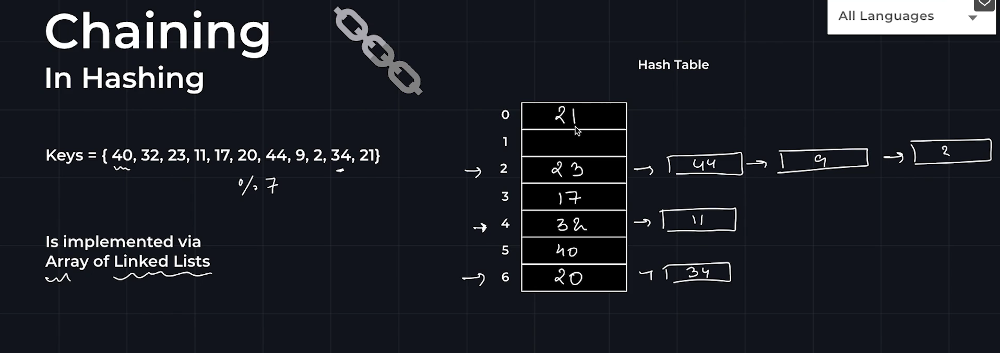 Chaining
In Hashing
All Languages
Hash Table
Keys = { 40, 32, 23, 11, 17, 20, 44, 9, 2, 34, 21}
% 7
Is implemented via
Array of Linked Lists
0 21
1
2 23 → 44 → 9 → 2
3 17
4 32 → 11
5 40
6 20 → 34